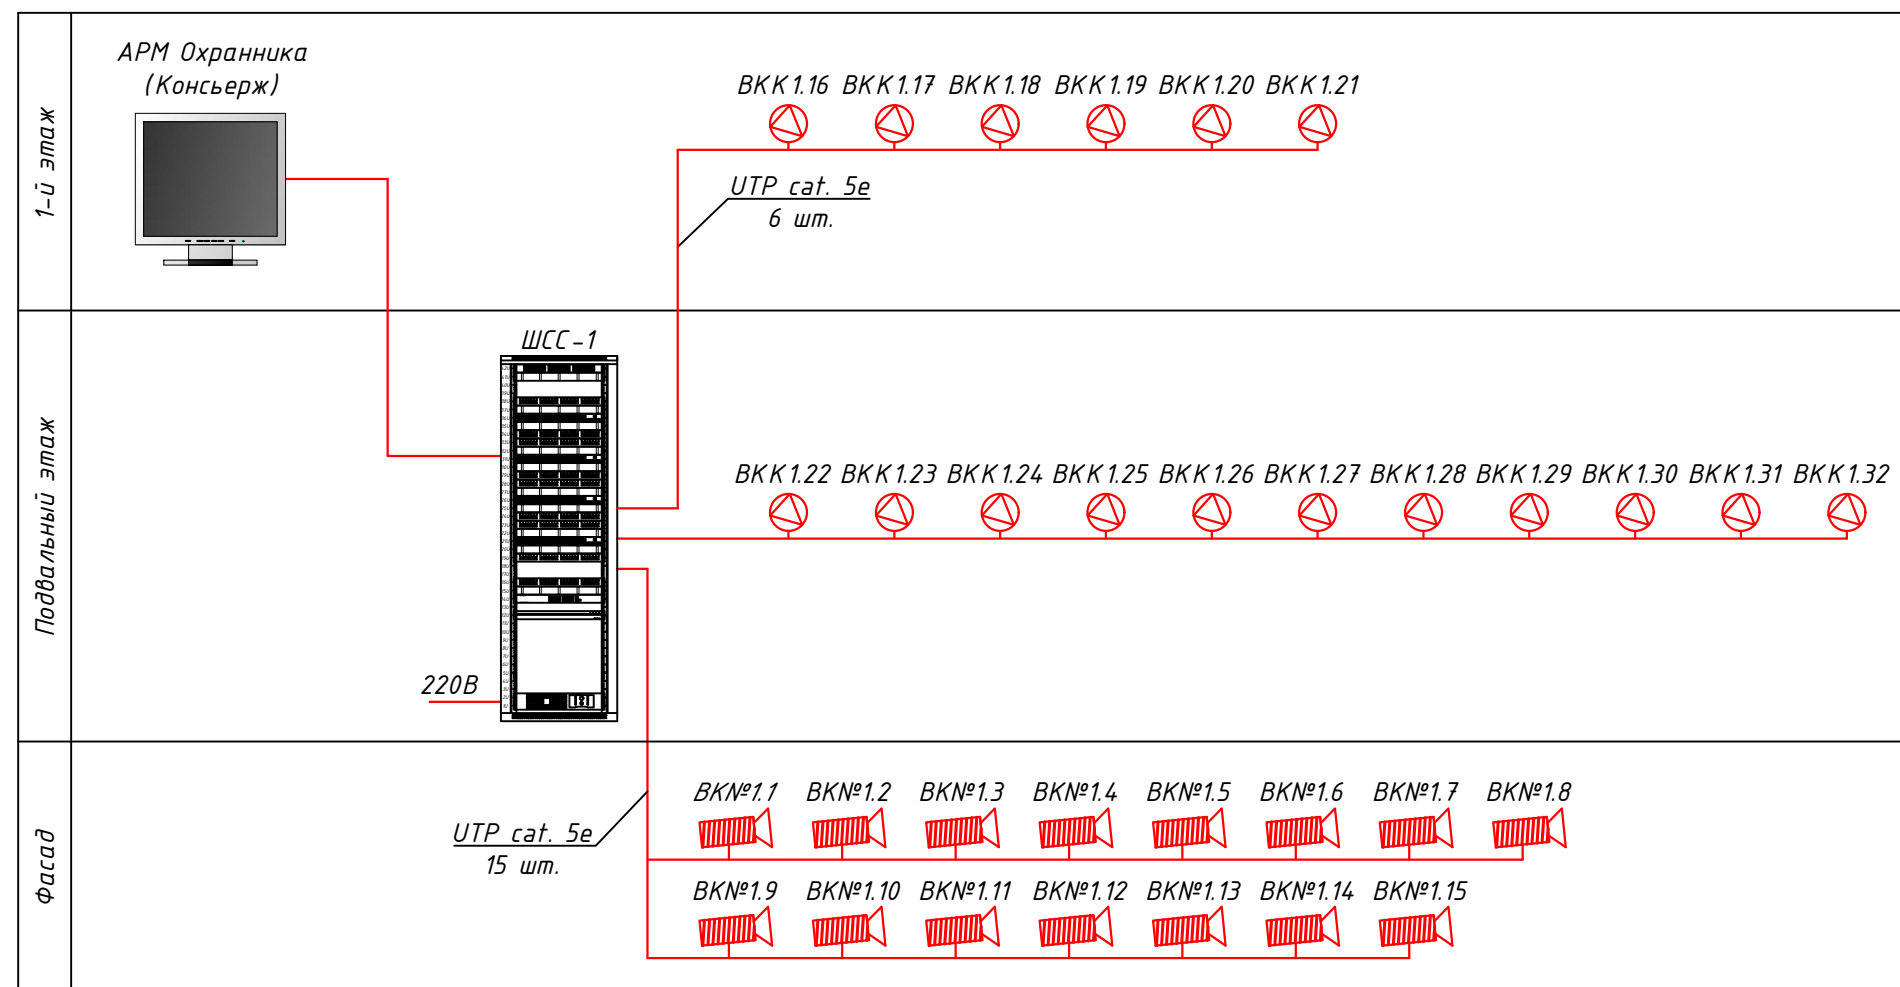 1-й этаж
АРМ Охранника
(Консьерж)
ВКК1.16 ВКК1.17 ВКК1.18 ВКК1.19 ВКК1.20 ВКК1.21
UTP cat. 5e
6 шт.
Подвальный этаж
ШСС-1
ВКК1.22 ВКК1.23 ВКК1.24 ВКК1.25 ВКК1.26 ВКК1.27 ВКК1.28 ВКК1.29 ВКК1.30 ВКК1.31 ВКК1.32
220В
Фасад
ВК№1.1 ВК№1.2 ВК№1.3 ВК№1.4 ВК№1.5 ВК№1.6 ВК№1.7 ВК№1.8
UTP cat. 5e
15 шт.
ВК№1.9 ВК№1.10 ВК№1.11 ВК№1.12 ВК№1.13 ВК№1.14 ВК№1.15